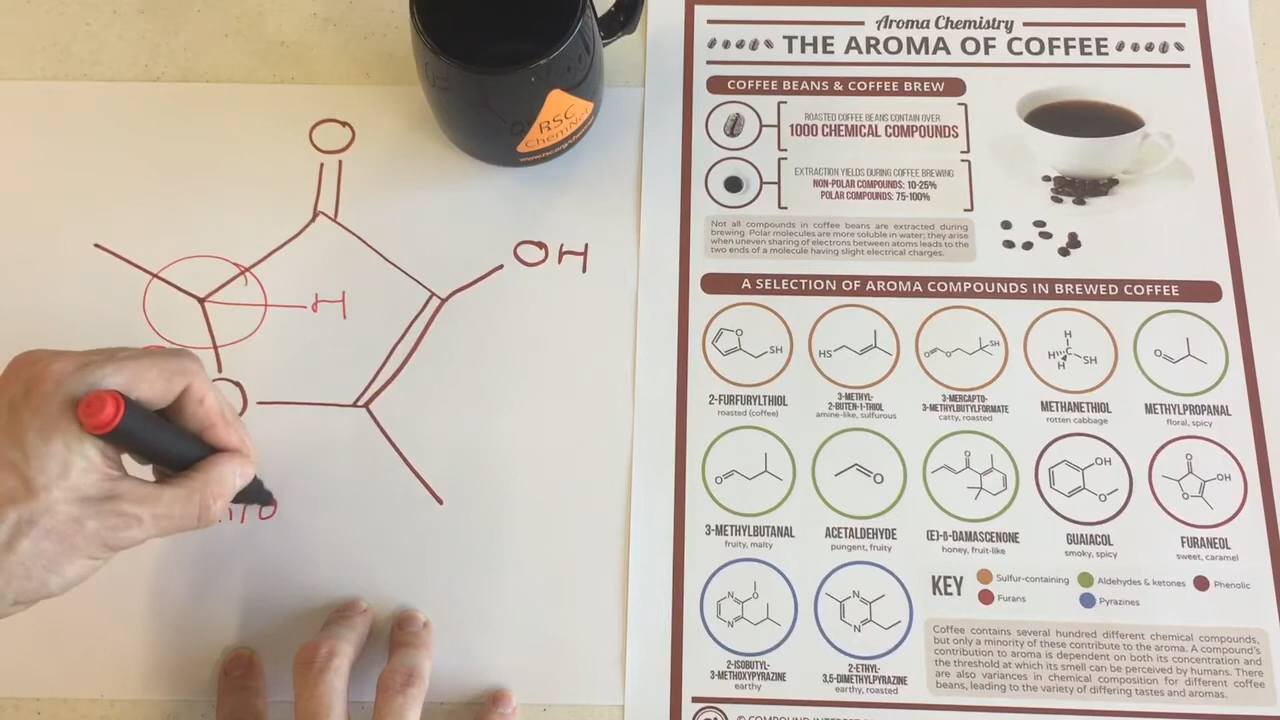 O
OH
H
O
RSC
Aroma Chemistry
THE AROMA OF COFFEE
COFFEE BEANS & COFFEE BREW
ROASTED COFFEE BEANS CONTAIN OVER
1000 CHEMICAL COMPOUNDS
EXTRACTION YIELDS DURING COFFEE BREWING
NON-POLAR COMPOUNDS: 10-25%
POLAR COMPOUNDS: 75-100%
Not all compounds in coffee beans are extracted during
brewing. Polar molecules are more soluble in water; they arise
when uneven sharing of electrons between atoms leads to the
two ends of a molecule having slight electrical charges.
A SELECTION OF AROMA COMPOUNDS IN BREWED COFFEE
O SH
HS
O O SH
H H H C SH
O
2-FURFURYLTHIOL
roasted (coffee)
3-METHYL-
2-BUTEN-1-THIOL
amine-like, sulfurous
3-MERCAPTO-
3-METHYLBUTYLFORMATE
catty, roasted
METHANETHIOL
rotten cabbage
METHYLPROPANAL
floral, spicy
O
O
O
OH O
O OH O
3-METHYLBUTANAL
fruity, malty
ACETALDEHYDE
pungent, fruity
(E)-ß-DAMASCENONE
honey, fruit-like
GUAIACOL
smoky, spicy
FURANEOL
sweet, caramel
N N O
N N
2-ISOBUTYL-
3-METHOXYPYRAZINE
earthy
2-ETHYL-
3,5-DIMETHYLPYRAZINE
earthy, roasted
KEY
Sulfur-containing
Aldehydes & ketones
Phenolic
Furans
Pyrazines
Coffee contains several hundred different chemical compounds,
but only a minority of these contribute to the aroma. A compound's
contribution to aroma is dependent on both its concentration and
the threshold at which its smell can be perceived by humans. There
are also variances in chemical composition for different coffee
beans, leading to the variety of differing tastes and aromas.